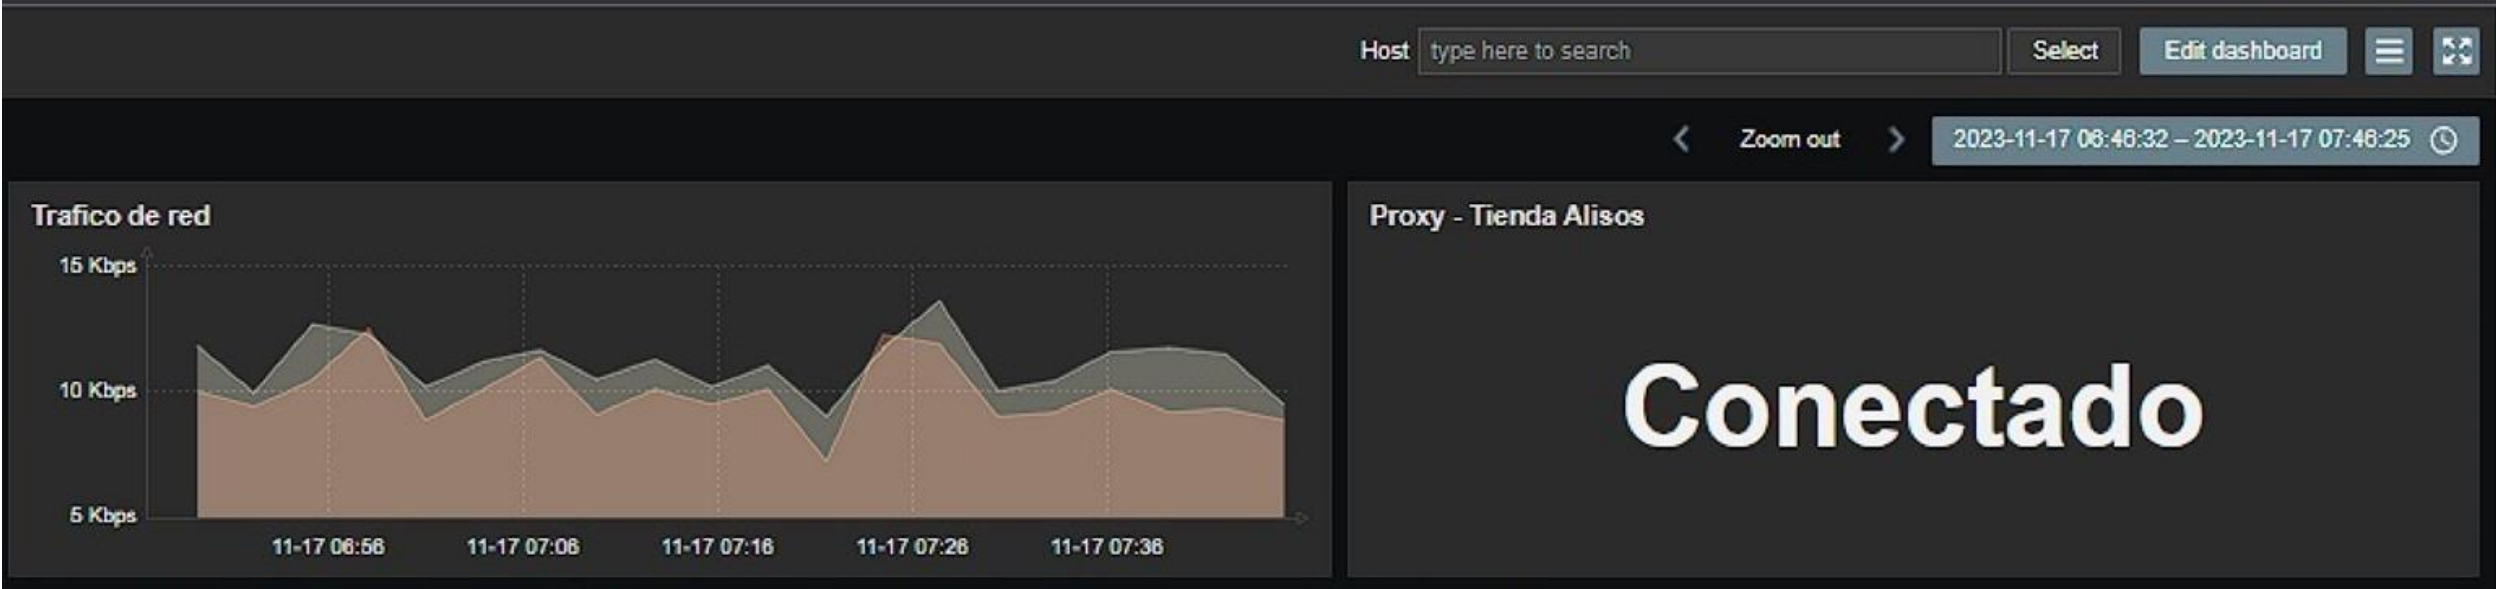 Host type here to search Select Edit dashboard
Zoom out 2023-11-17 06:46:32 – 2023-11-17 07:46:25
Trafico de red
15 Kbps
10 Kbps
5 Kbps
11-17 06:56 11-17 07:06 11-17 07:16 11-17 07:26 11-17 07:36
Proxy - Tienda Alisos
Conectado